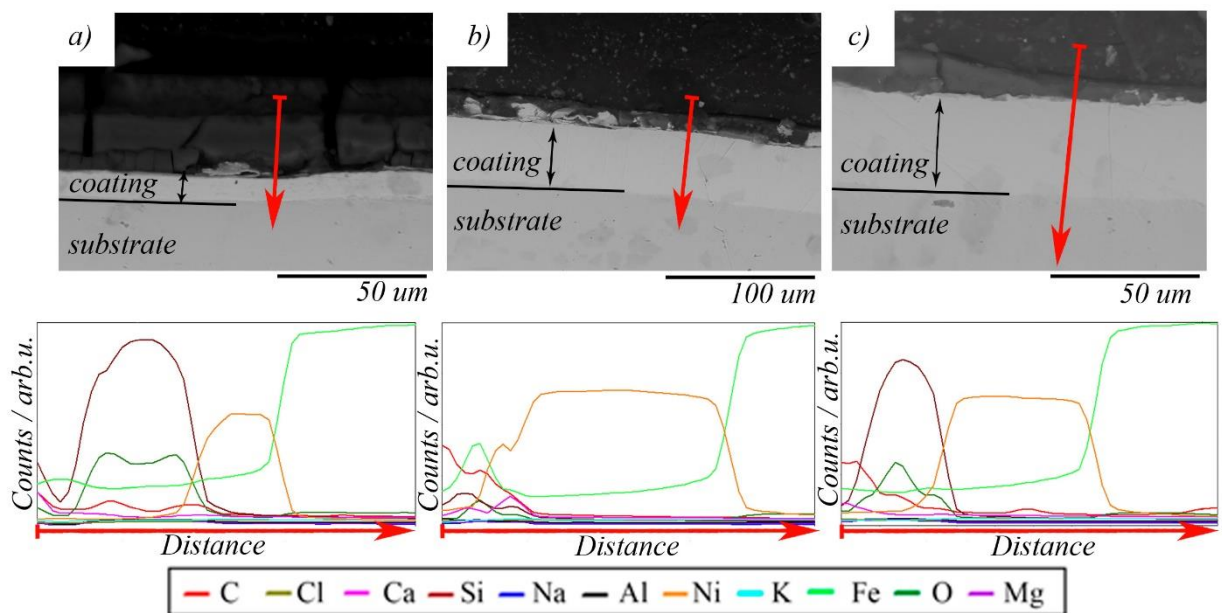 a)
b)
c)
coating
substrate
50 um
coating
substrate
100 um
coating
substrate
50 um
Counts / arb.u.
Distance
Counts / arb.u.
Distance
Counts / arb.u.
Distance
C Cl Ca Si Na Al Ni K Fe O Mg